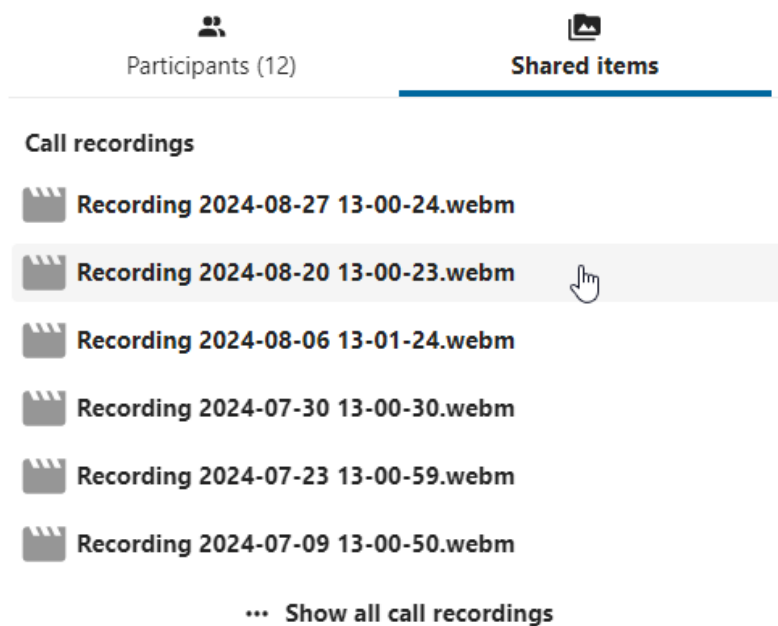 Participants (12)
Shared items
Call recordings
Recording 2024-08-27 13-00-24.webm
Recording 2024-08-20 13-00-23.webm
Recording 2024-08-06 13-01-24.webm
Recording 2024-07-30 13-00-30.webm
Recording 2024-07-23 13-00-59.webm
Recording 2024-07-09 13-00-50.webm
••• Show all call recordings